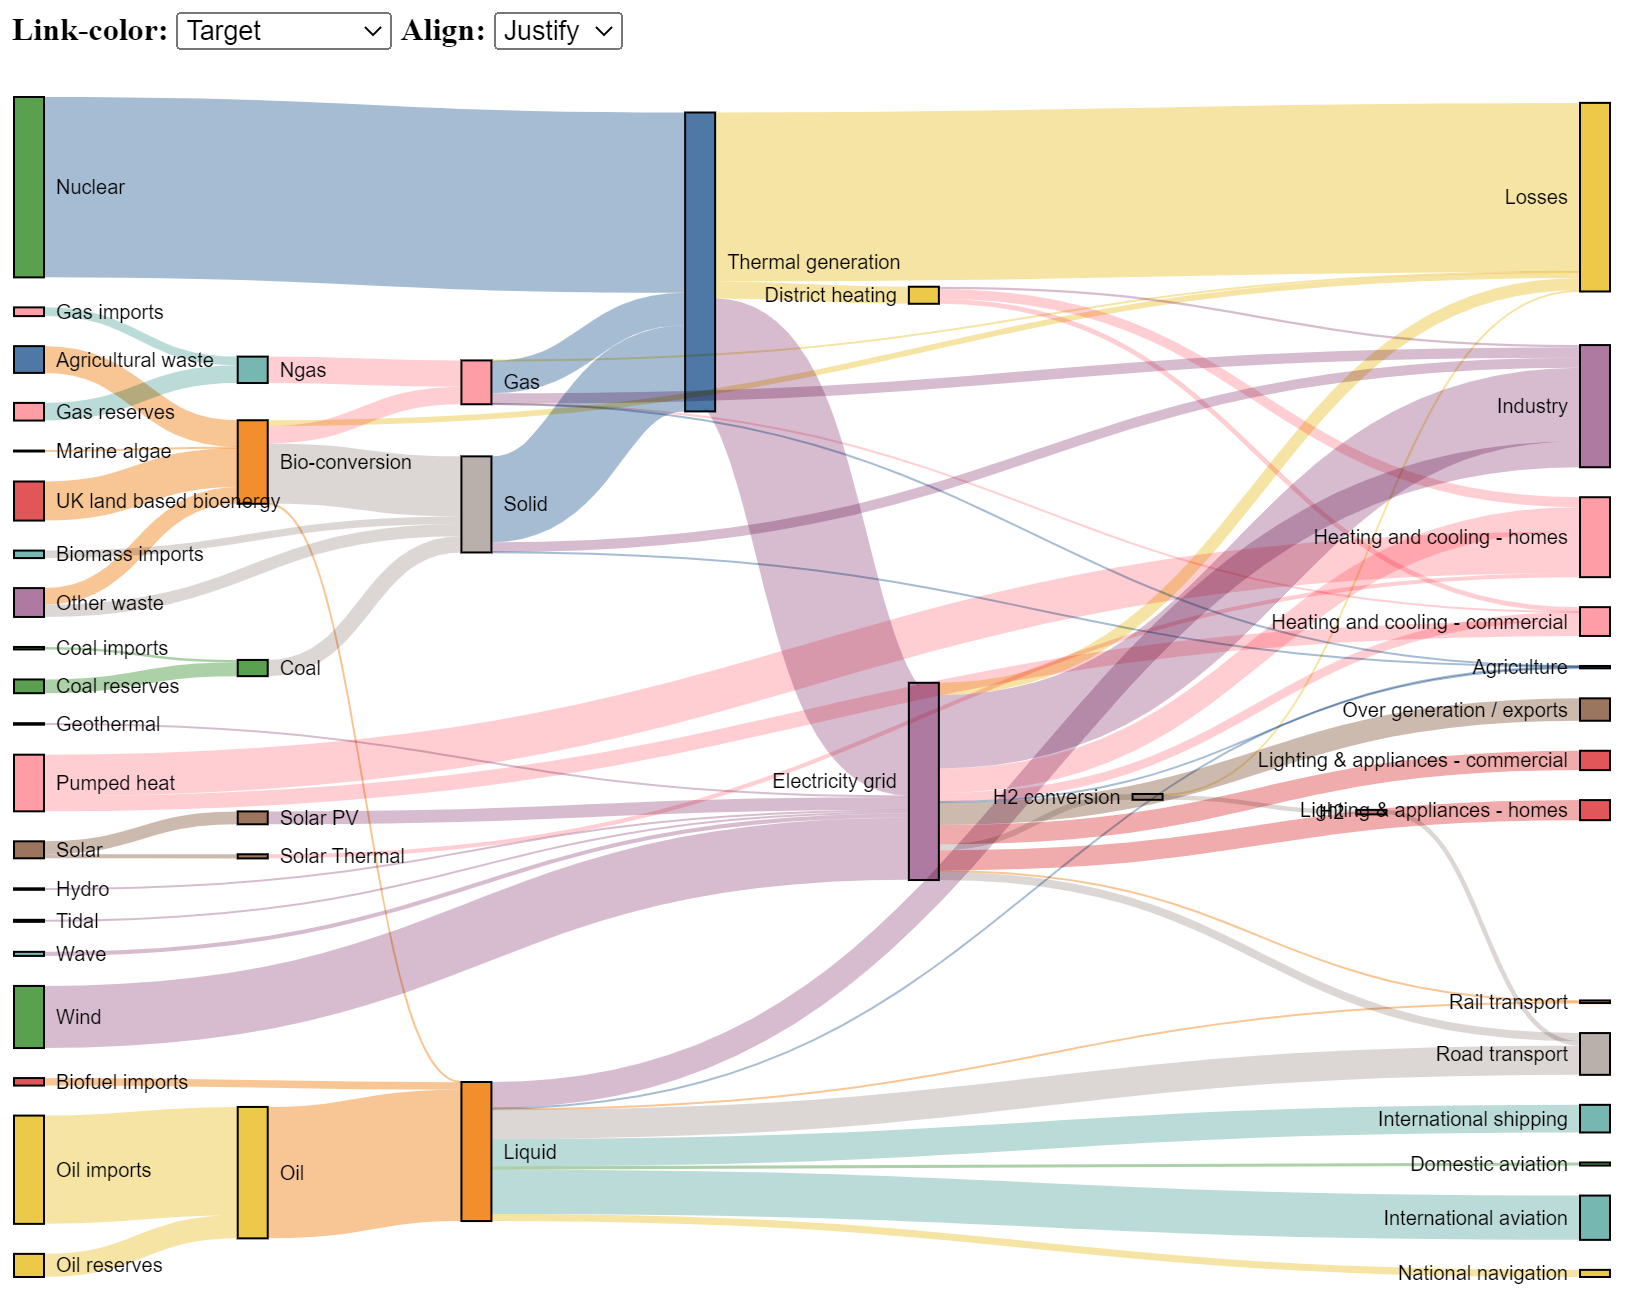 Link-color: Target Align: Justify
Nuclear
Gas imports
Agricultural waste
Gas reserves
Marine algae
UK land based bioenergy
Biomass imports
Other waste
Coal imports
Coal reserves
Geothermal
Pumped heat
Solar
Hydro
Tidal
Wave
Wind
Biofuel imports
Oil imports
Oil reserves
Ngas
Bio-conversion
Coal
Solar PV
Solar Thermal
Oil
Gas
Solid
Liquid
Thermal generation
District heating
Electricity grid
H2 conversion
H2
Losses
Industry
Heating and cooling - homes
Heating and cooling - commercial
Agriculture
Over generation / exports
Lighting & appliances - commercial
Lighting & appliances - homes
Rail transport
Road transport
International shipping
Domestic aviation
International aviation
National navigation